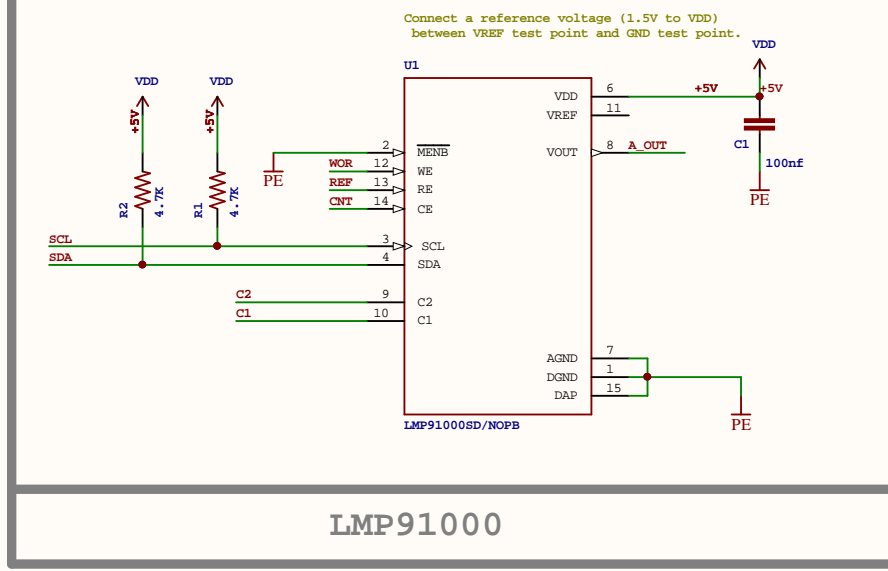 Connect a reference voltage (1.5V to VDD)
between VREF test point and GND test point.
VDD
U1
VDD
VDD
+5V
+5V
6
VDD
+5V
+5V
11
VREF
C1
100nf
PE
2
MENB
PE
8
VOUT
A_OUT
WOR
12
WE
REF
13
RE
CNT
14
CE
R2
4.7K
R1
4.7K
SCL
3
SCL
SDA
4
SDA
C2
9
C2
C1
10
C1
7
AGND
1
DGND
15
DAP
PE
LMP91000SD/NOPB
LMP91000